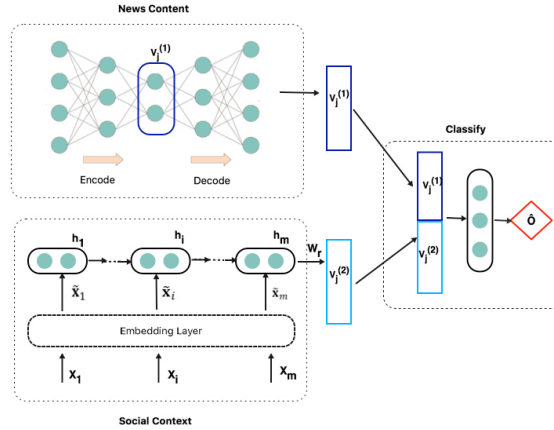 News Content
Vⱼ⁽¹⁾
Encode
Decode
Vⱼ⁽¹⁾
Classify
Vⱼ⁽¹⁾
Vⱼ⁽²⁾
Ô
h₁
hᵢ
hₘ
Wᵣ
Vⱼ⁽²⁾
x̃₁
x̃ᵢ
x̃ₘ
Embedding Layer
X₁
Xᵢ
Xₘ
Social Context